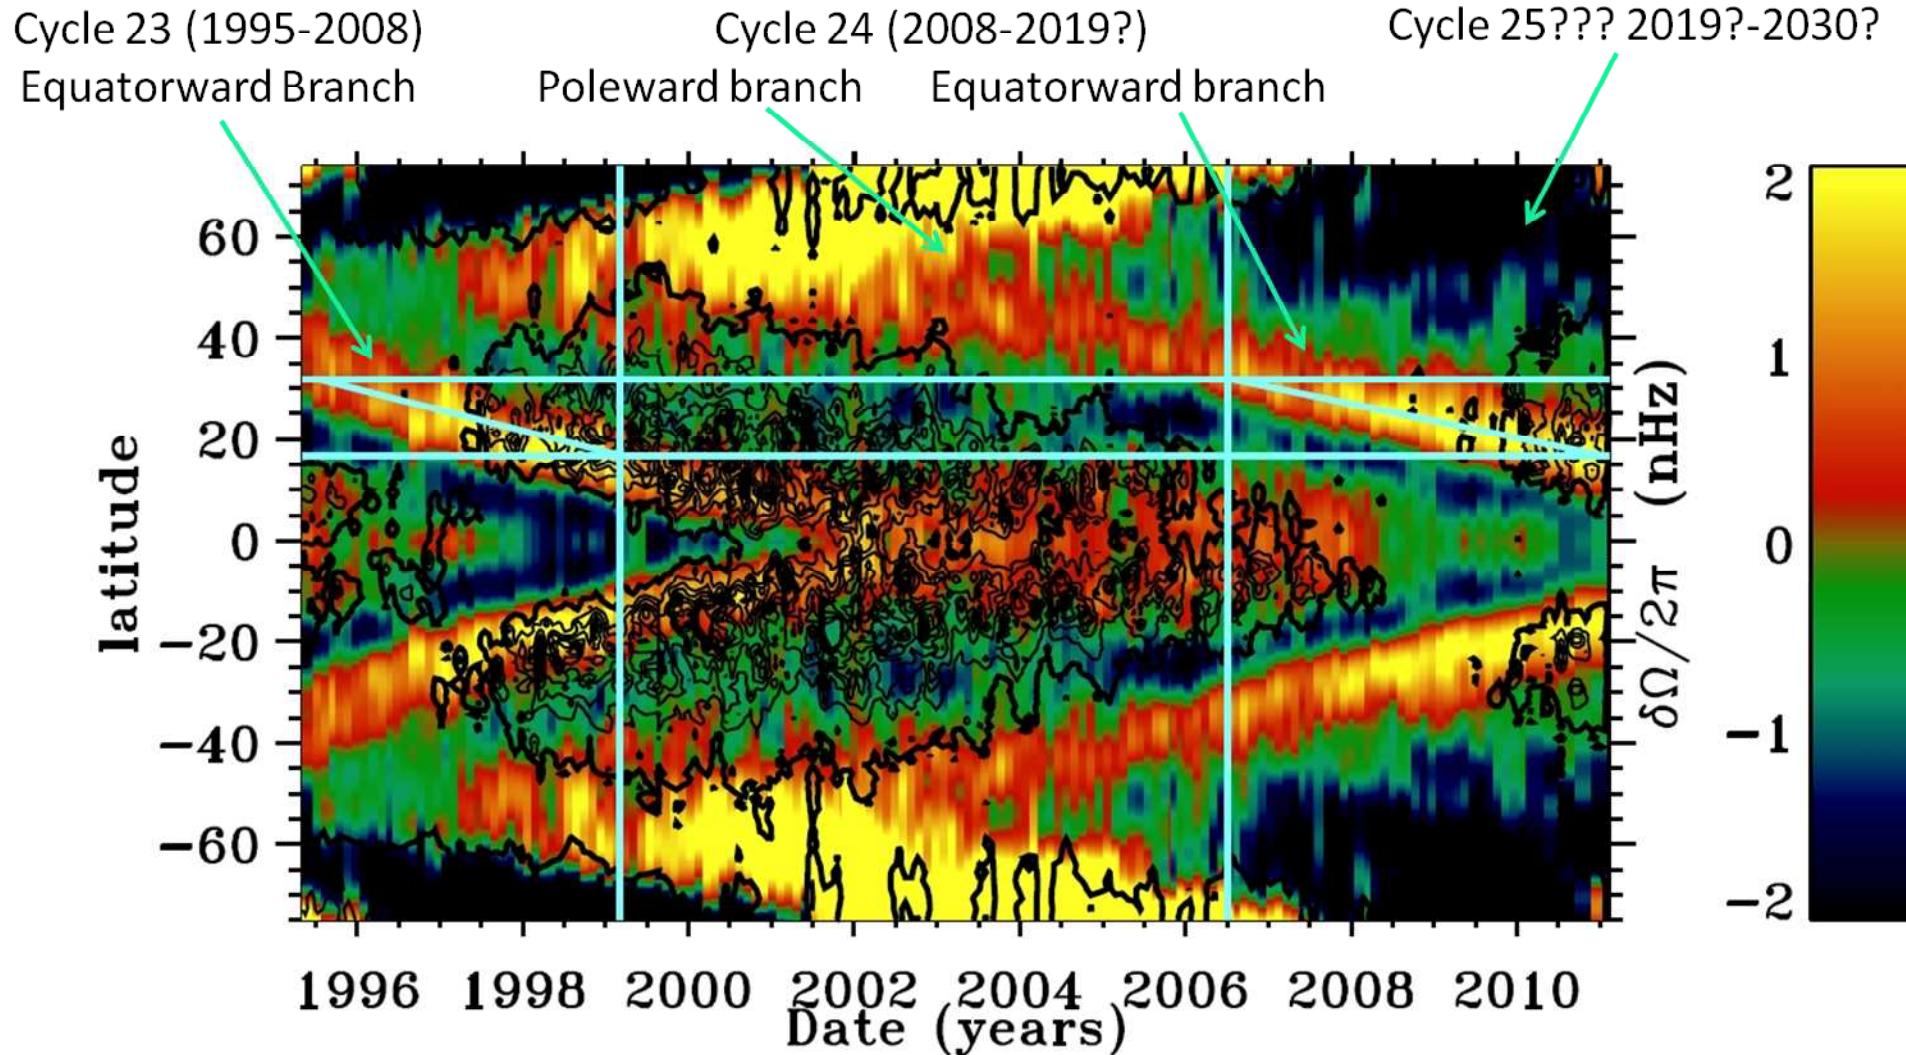 Cycle 23 (1995-2008)
Equatorward Branch
Cycle 24 (2008-2019?)
Poleward branch
Equatorward branch
Cycle 25??? 2019?-2030?
latitude
60
40
20
0
−20
−40
−60
1996 1998 2000 2002 2004 2006 2008 2010
Date (years)
δΩ/2π (nHz)
2
1
0
−1
−2